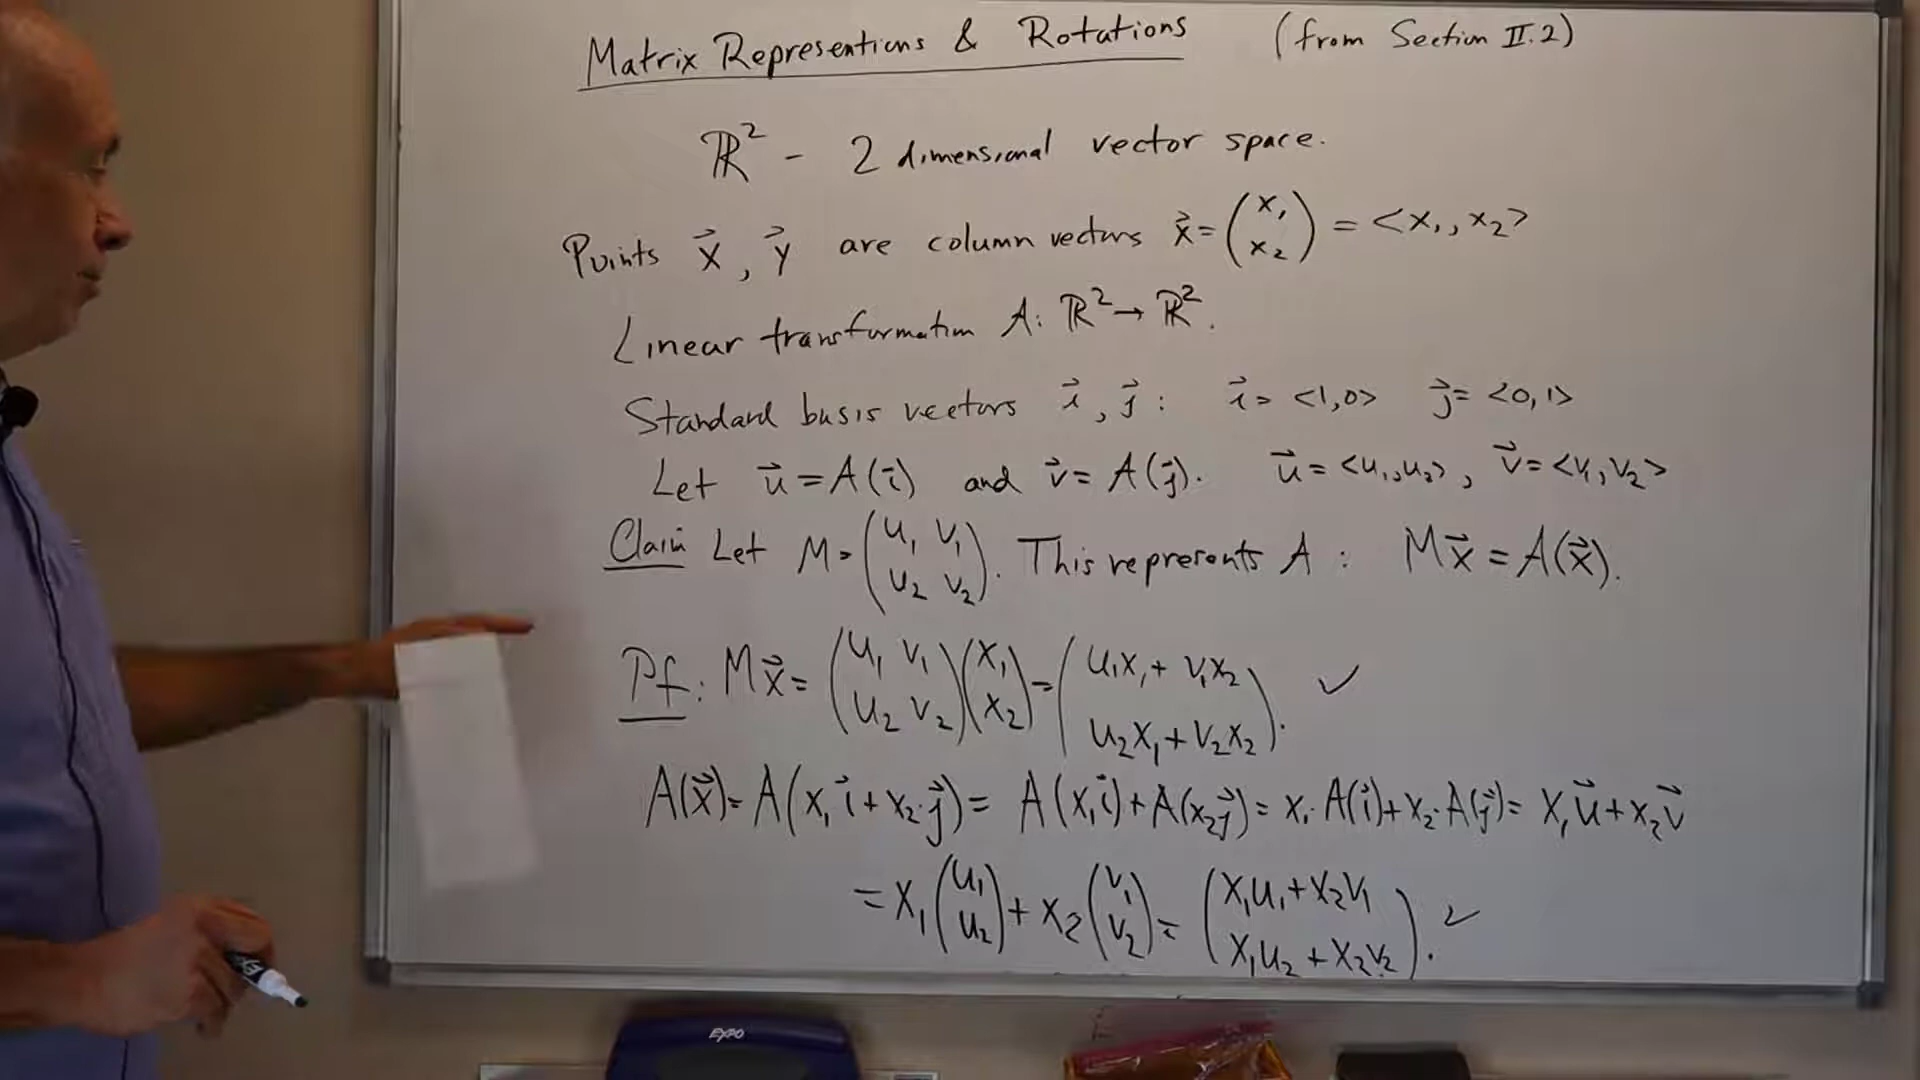 Matrix Representions & Rotations (from Section II.2)
ℝ² - 2 dimensional vector space.
Points x⃗, y⃗ are column vectors x⃗ = (x₁ x₂) = <x₁, x₂>
Linear transformation A: ℝ² → ℝ².
Standard basis vectors i⃗, j⃗ : i⃗ = <1,0> j⃗ = <0,1>
Let u⃗ = A(i⃗) and v⃗ = A(j⃗). u⃗ = <u₁,u₂>, v⃗ = <v₁,v₂>
Claim Let M = (u₁ v₁ / u₂ v₂). This represents A : Mx⃗ = A(x⃗).
Pf: Mx⃗ = (u₁ v₁ / u₂ v₂)(x₁ / x₂) = (u₁x₁ + v₁x₂ / u₂x₁ + v₂x₂). ✓
A(x⃗) = A(x₁i⃗ + x₂·j⃗) = A(x₁i⃗) + A(x₂j⃗) = x₁·A(i⃗) + x₂·A(j⃗) = x₁u⃗ + x₂v⃗
= x₁(u₁ / u₂) + x₂(v₁ / v₂) = (x₁u₁ + x₂v₁ / x₁u₂ + x₂v₂). ✓
EXPO